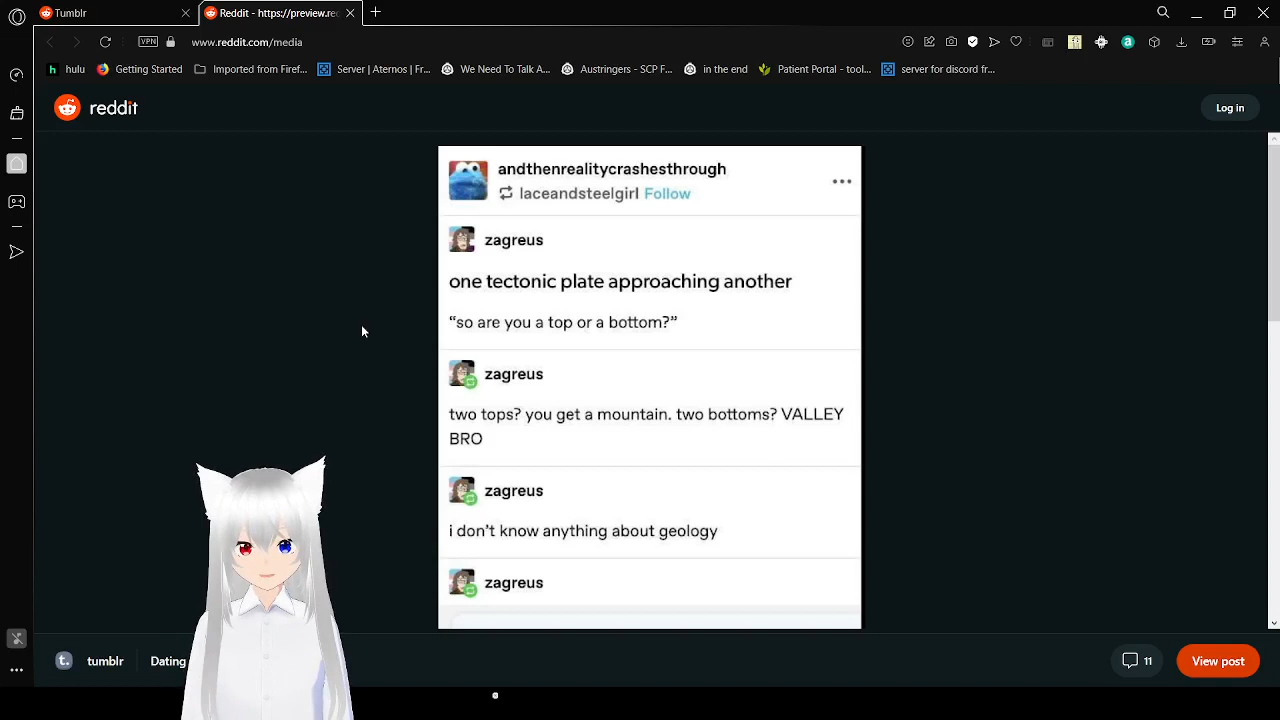 Tumblr
Reddit - https://preview.rec
VPN
www.reddit.com/media
hulu
Getting Started
Imported from Firef...
Server | Aternos | Fr...
We Need To Talk A...
Austringers - SCP F...
in the end
Patient Portal - tool...
server for discord fr...
reddit
Log in
andthenrealitycrashesthrough
laceandsteelgirl Follow
zagreus
one tectonic plate approaching another
“so are you a top or a bottom?”
zagreus
two tops? you get a mountain. two bottoms? VALLEY
BRO
zagreus
i don’t know anything about geology
zagreus
tumblr
Dating
11
View post